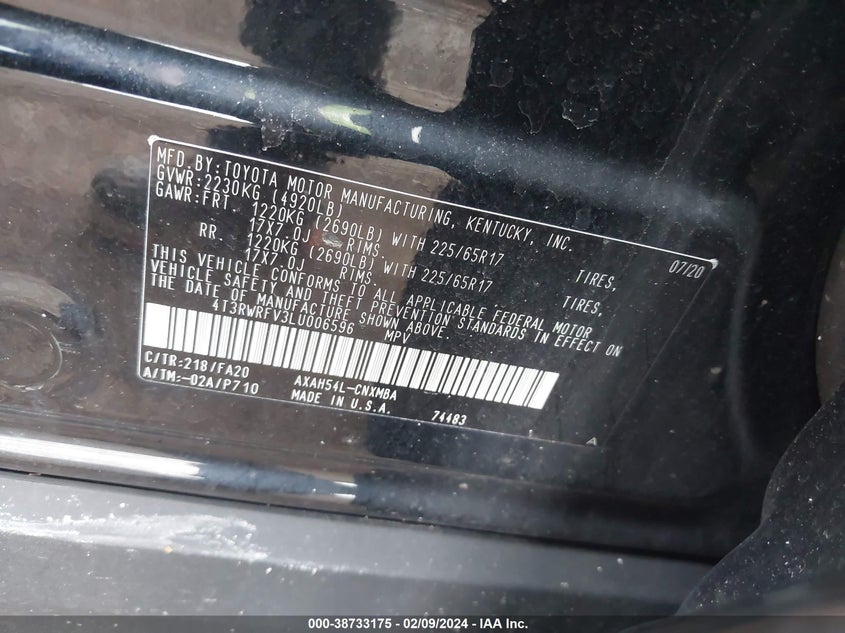 MFD. BY: TOYOTA MOTOR MANUFACTURING, KENTUCKY, INC.
GVWR: 2230KG (4920LB) 07/20
GAWR: FRT. 1220KG (2690LB) WITH 225/65R17 TIRES,
17X7.0J RIMS.
RR. 1220KG (2690LB) WITH 225/65R17 TIRES,
17X7.0J RIMS.
THIS VEHICLE CONFORMS TO ALL APPLICABLE FEDERAL MOTOR
VEHICLE SAFETY AND THEFT PREVENTION STANDARDS IN EFFECT ON
THE DATE OF MANUFACTURE SHOWN ABOVE.
4T3RWRFV3LU006596 MPV
C/TR: 218/FA20 AXAH54L-CNXMBA
A/TM: -02A/P710 MADE IN U.S.A. 74483
000-38733175 — 02/09/2024 — IAA Inc.